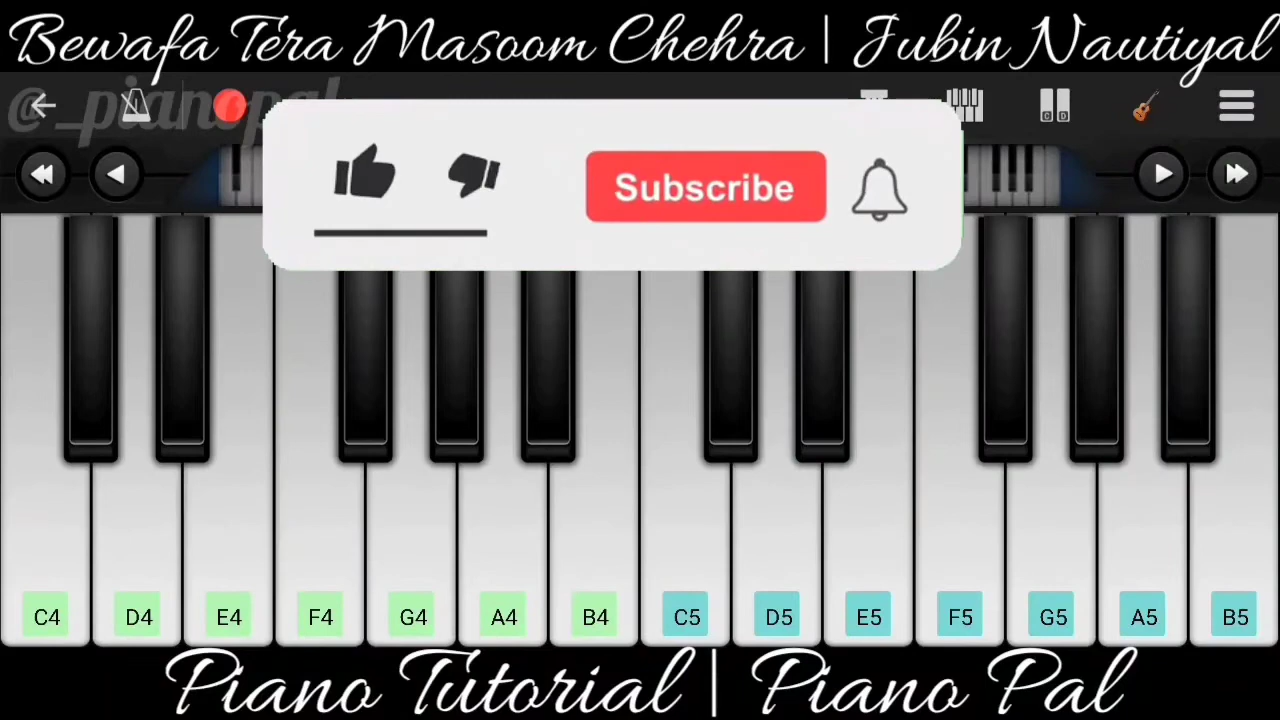 Bewafa Tera Masoom Chehra | Jubin Nautiyal
@_pianopal
C D
Subscribe
C4 D4 E4 F4 G4 A4 B4 C5 D5 E5 F5 G5 A5 B5
Piano Tutorial | Piano Pal